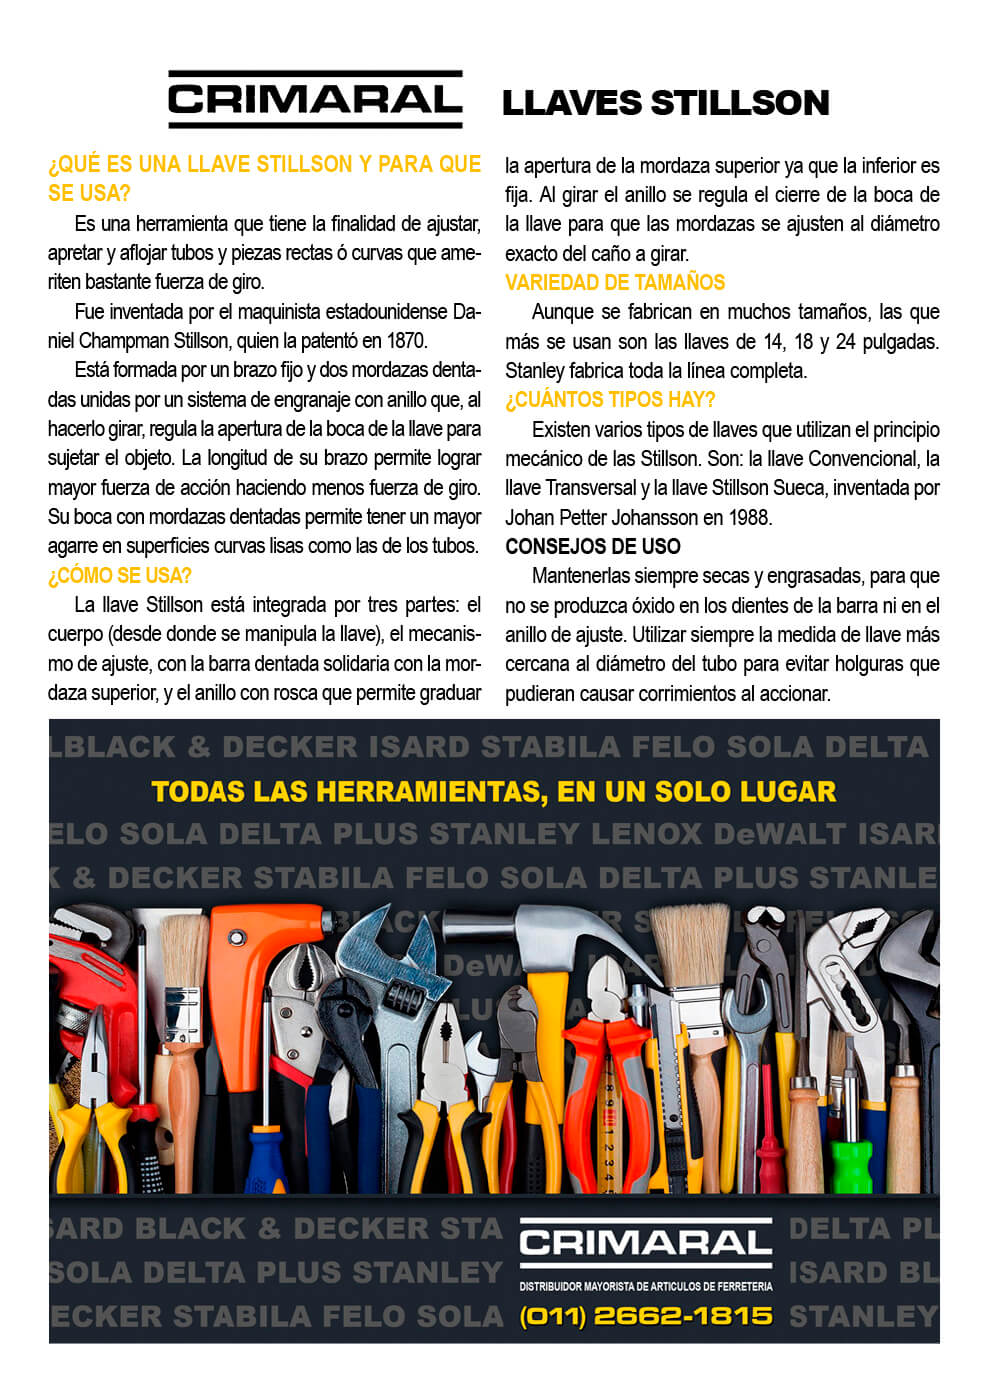 CRIMARAL
LLAVES STILLSON
¿QUÉ ES UNA LLAVE STILLSON Y PARA QUE
SE USA?
Es una herramienta que tiene la finalidad de ajustar,
apretar y aflojar tubos y piezas rectas ó curvas que ame-
riten bastante fuerza de giro.
Fue inventada por el maquinista estadounidense Da-
niel Champman Stillson, quien la patentó en 1870.
Está formada por un brazo fijo y dos mordazas denta-
das unidas por un sistema de engranaje con anillo que, al
hacerlo girar, regula la apertura de la boca de la llave para
sujetar el objeto. La longitud de su brazo permite lograr
mayor fuerza de acción haciendo menos fuerza de giro.
Su boca con mordazas dentadas permite tener un mayor
agarre en superficies curvas lisas como las de los tubos.
¿CÓMO SE USA?
La llave Stillson está integrada por tres partes: el
cuerpo (desde donde se manipula la llave), el mecanis-
mo de ajuste, con la barra dentada solidaria con la mor-
daza superior, y el anillo con rosca que permite graduar
la apertura de la mordaza superior ya que la inferior es
fija. Al girar el anillo se regula el cierre de la boca de
la llave para que las mordazas se ajusten al diámetro
exacto del caño a girar.
VARIEDAD DE TAMAÑOS
Aunque se fabrican en muchos tamaños, las que
más se usan son las llaves de 14, 18 y 24 pulgadas.
Stanley fabrica toda la línea completa.
¿CUÁNTOS TIPOS HAY?
Existen varios tipos de llaves que utilizan el principio
mecánico de las Stillson. Son: la llave Convencional, la
llave Transversal y la llave Stillson Sueca, inventada por
Johan Petter Johansson en 1988.
CONSEJOS DE USO
Mantenerlas siempre secas y engrasadas, para que
no se produzca óxido en los dientes de la barra ni en el
anillo de ajuste. Utilizar siempre la medida de llave más
cercana al diámetro del tubo para evitar holguras que
pudieran causar corrimientos al accionar.
LBLACK & DECKER ISARD STABILA FELO SOLA DELTA
TODAS LAS HERRAMIENTAS, EN UN SOLO LUGAR
ELO SOLA DELTA PLUS STANLEY LENOX DeWALT ISAR
K & DECKER STABILA FELO SOLA DELTA PLUS STANLE
BLACK
DeWA
LUS
1
2
3
4
SARD BLACK & DECKER STA
DELTA PL
CRIMARAL
SOLA DELTA PLUS STANLEY
ISARD BL
DISTRIBUIDOR MAYORISTA DE ARTICULOS DE FERRETERIA
ECKER STABILA FELO SOLA
(011) 2662-1815
STANLEY